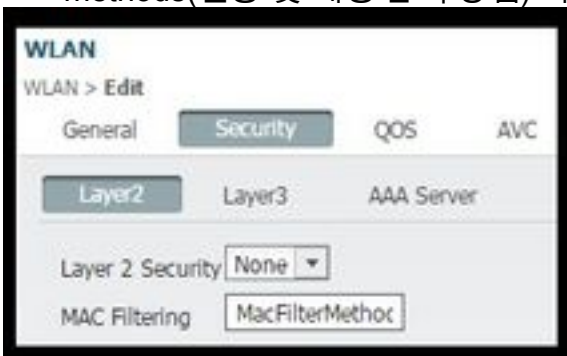 WLAN
WLAN > Edit
General Security QOS AVC
Layer2 Layer3 AAA Server
Layer 2 Security None
MAC Filtering MacFilterMethoc